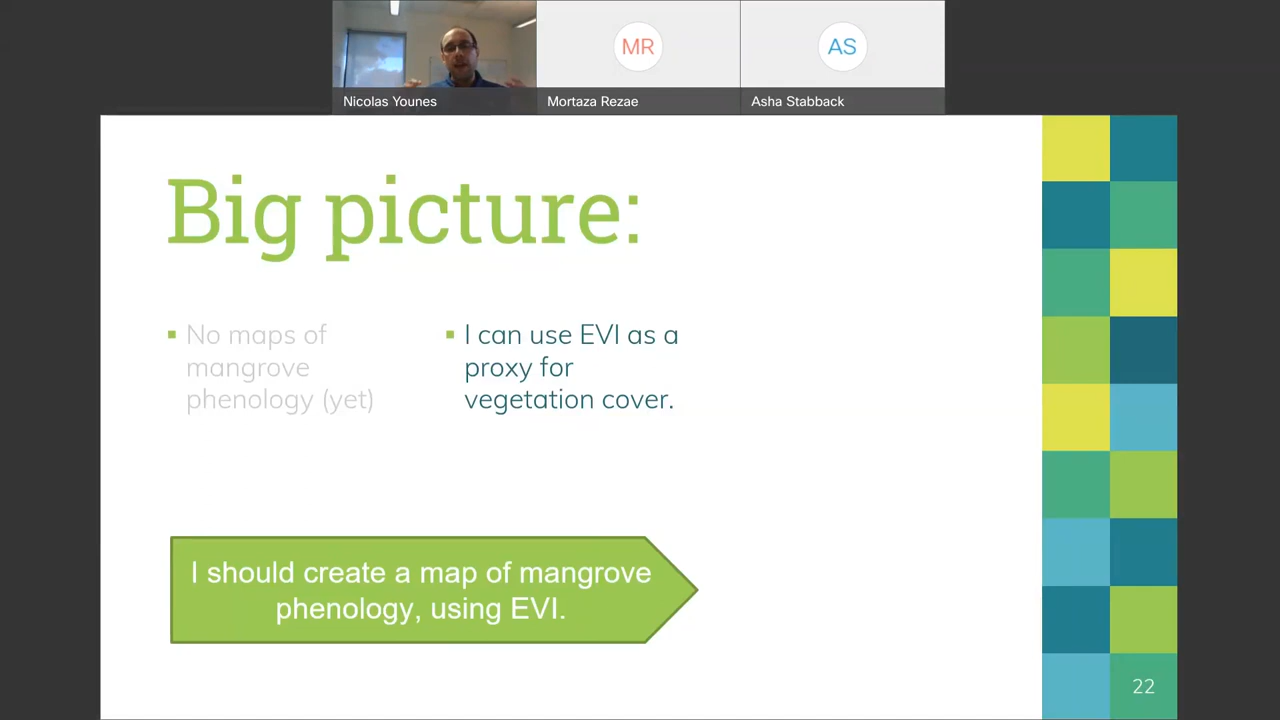 MR
AS
Nicolas Younes
Mortaza Rezae
Asha Stabback
Big picture:
▪ No maps of
mangrove
phenology (yet)
▪ I can use EVI as a
proxy for
vegetation cover.
I should create a map of mangrove
phenology, using EVI.
22